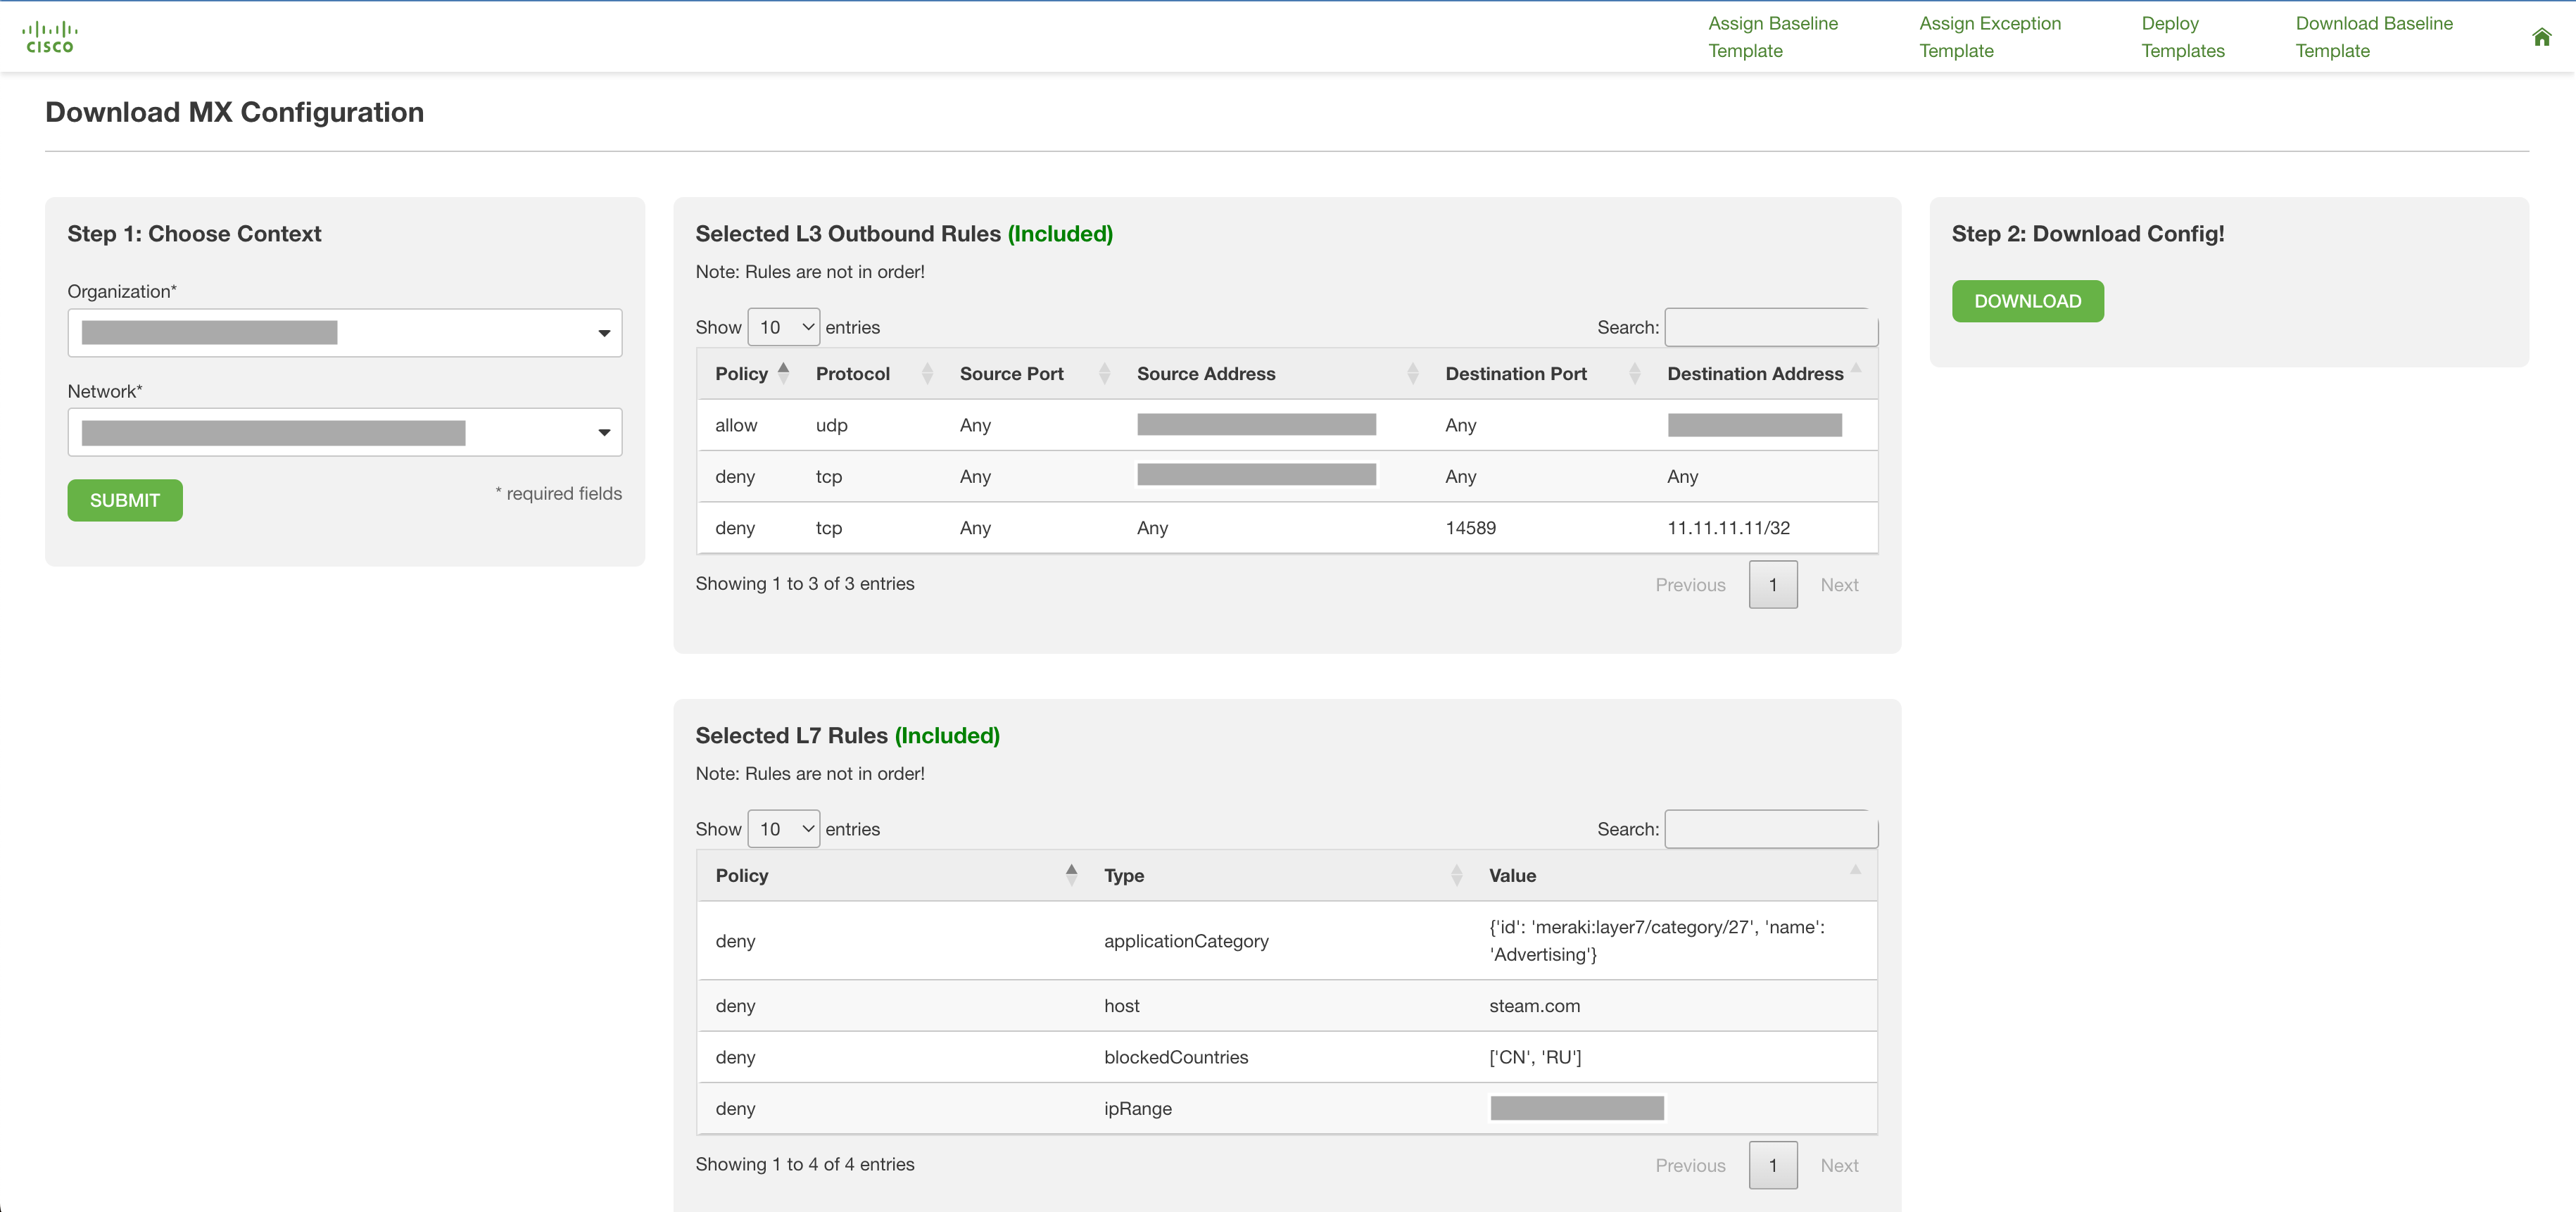 CISCO
Assign Baseline
Template
Assign Exception
Template
Deploy
Templates
Download Baseline
Template
Download MX Configuration
Step 1: Choose Context
Organization*
Network*
SUBMIT
* required fields
Selected L3 Outbound Rules (Included)
Note: Rules are not in order!
Show 10 entries
Search:
Policy Protocol Source Port Source Address Destination Port Destination Address
allow udp Any Any
deny tcp Any Any Any
deny tcp Any Any 14589 11.11.11.11/32
Showing 1 to 3 of 3 entries
Previous 1 Next
Selected L7 Rules (Included)
Note: Rules are not in order!
Show 10 entries
Search:
Policy Type Value
deny applicationCategory {'id': 'meraki:layer7/category/27', 'name':
'Advertising'}
deny host steam.com
deny blockedCountries ['CN', 'RU']
deny ipRange
Showing 1 to 4 of 4 entries
Previous 1 Next
Step 2: Download Config!
DOWNLOAD